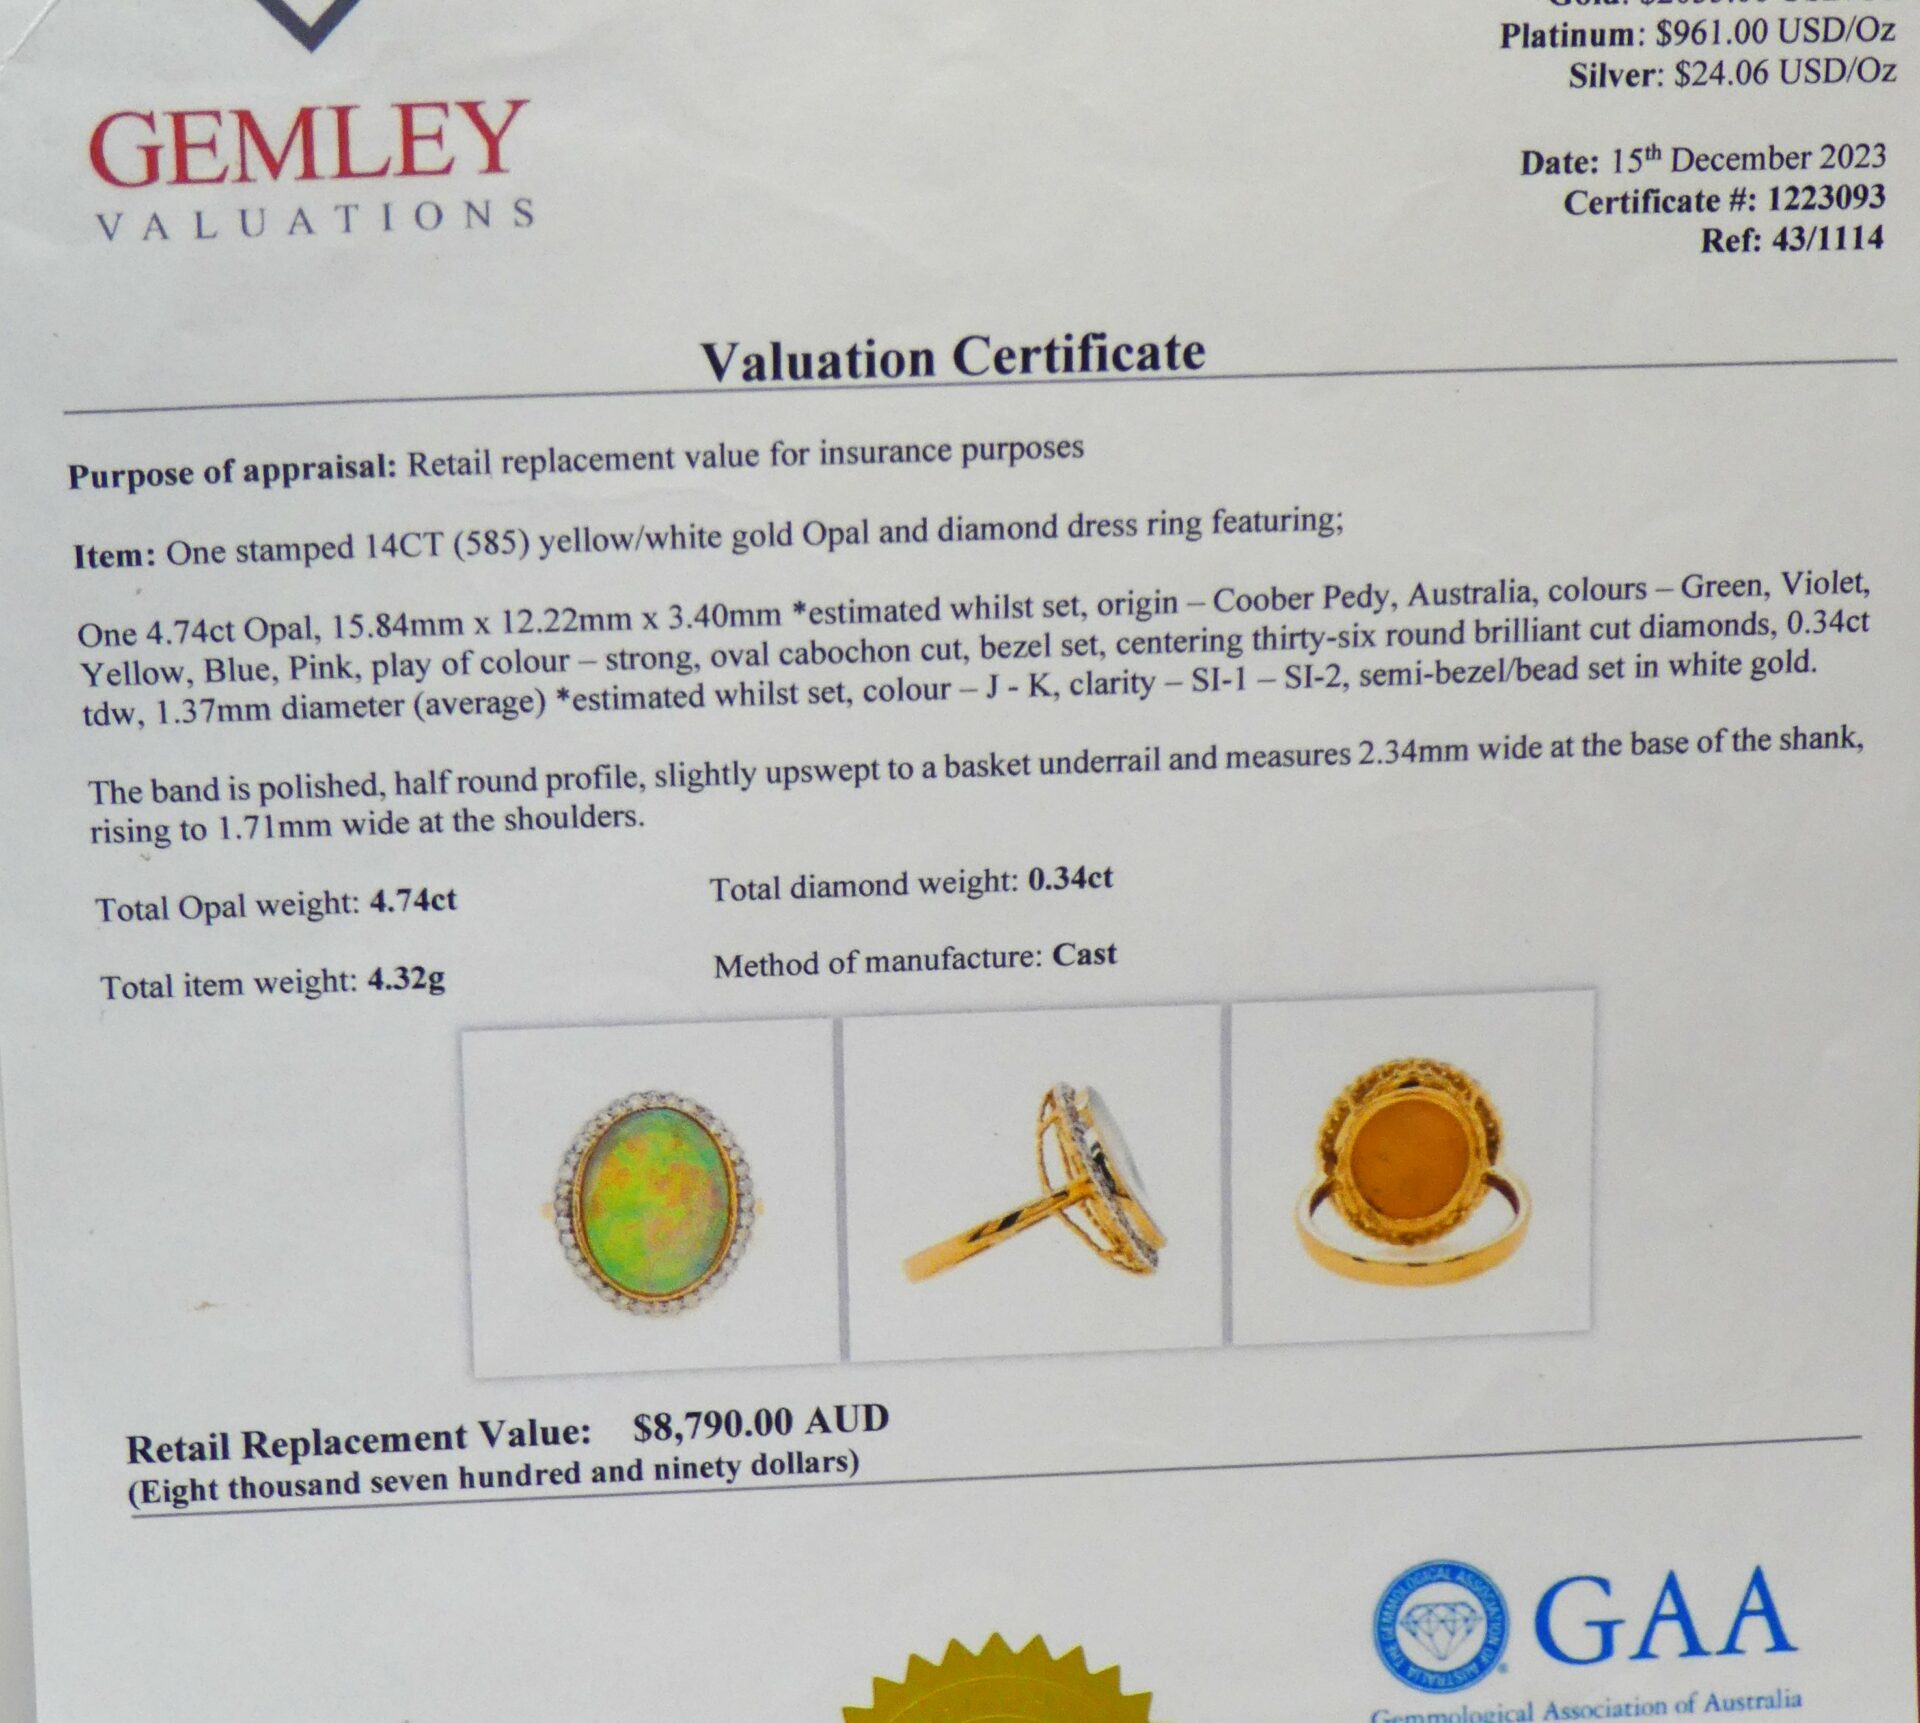 GEMLEY
VALUATIONS
Platinum: $961.00 USD/Oz
Silver: $24.06 USD/Oz
Date: 15th December 2023
Certificate #: 1223093
Ref: 43/1114
Valuation Certificate
Purpose of appraisal: Retail replacement value for insurance purposes
Item: One stamped 14CT (585) yellow/white gold Opal and diamond dress ring featuring;
One 4.74ct Opal, 15.84mm x 12.22mm x 3.40mm *estimated whilst set, origin – Coober Pedy, Australia, colours – Green, Violet,
Yellow, Blue, Pink, play of colour – strong, oval cabochon cut, bezel set, centering thirty-six round brilliant cut diamonds, 0.34ct
tdw, 1.37mm diameter (average) *estimated whilst set, colour – J - K, clarity – SI-1 – SI-2, semi-bezel/bead set in white gold.
The band is polished, half round profile, slightly upswept to a basket underrail and measures 2.34mm wide at the base of the shank,
rising to 1.71mm wide at the shoulders.
Total Opal weight: 4.74ct
Total diamond weight: 0.34ct
Total item weight: 4.32g
Method of manufacture: Cast
Retail Replacement Value: $8,790.00 AUD
(Eight thousand seven hundred and ninety dollars)
THE GEMMOLOGICAL ASSOCIATION OF AUSTRALIA
GAA
Gemmological Association of Australia